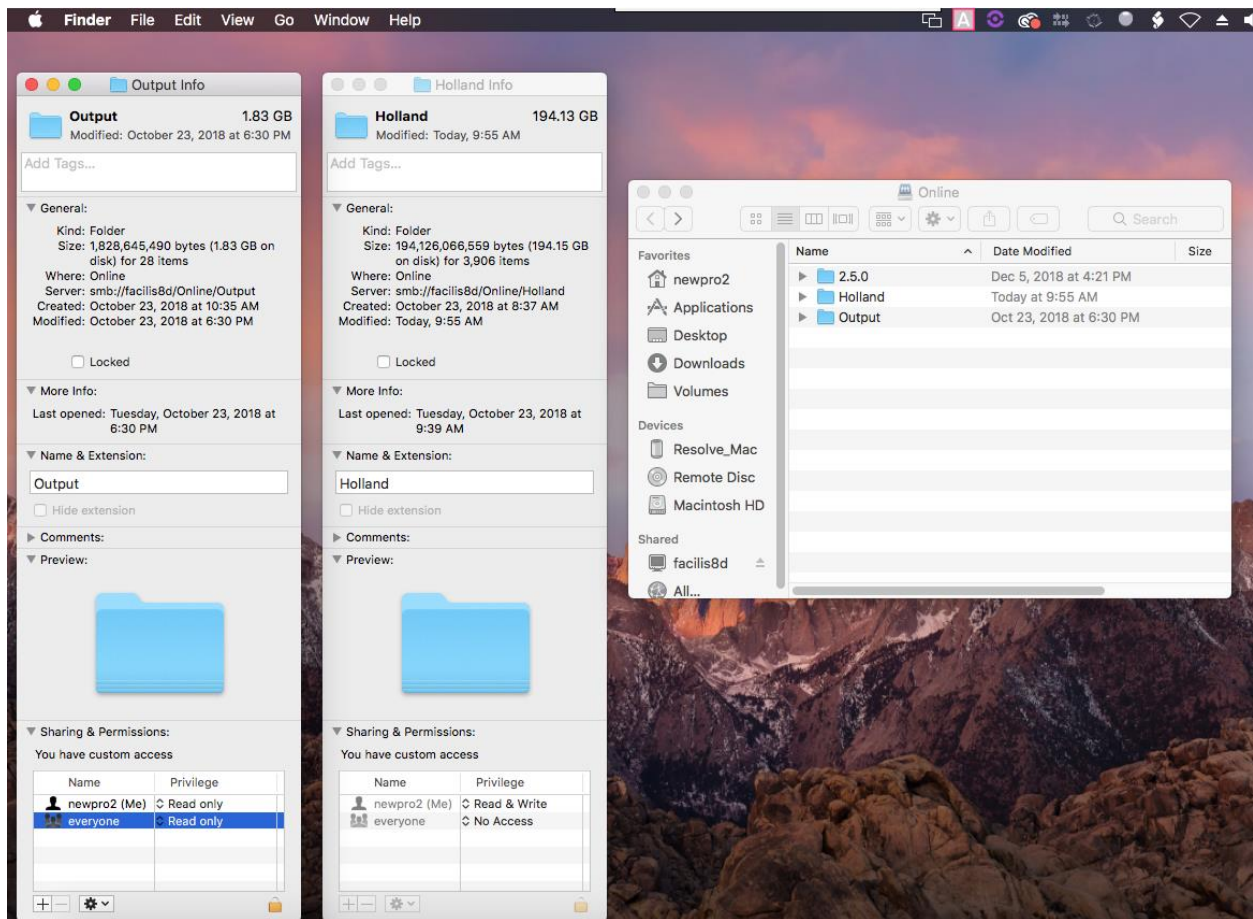 Finder File Edit View Go Window Help
A
Output Info
Output 1.83 GB
Modified: October 23, 2018 at 6:30 PM
Add Tags...
General:
Kind: Folder
Size: 1,828,645,490 bytes (1.83 GB on
disk) for 28 items
Where: Online
Server: smb://facilis8d/Online/Output
Created: October 23, 2018 at 10:35 AM
Modified: October 23, 2018 at 6:30 PM
Locked
More Info:
Last opened: Tuesday, October 23, 2018 at
6:30 PM
Name & Extension:
Output
Hide extension
Comments:
Preview:
Sharing & Permissions:
You have custom access
Name Privilege
newpro2 (Me) Read only
everyone Read only
Holland Info
Holland 194.13 GB
Modified: Today, 9:55 AM
Add Tags...
General:
Kind: Folder
Size: 194,126,066,559 bytes (194.15 GB
on disk) for 3,906 items
Where: Online
Server: smb://facilis8d/Online/Holland
Created: October 23, 2018 at 8:37 AM
Modified: Today, 9:55 AM
Locked
More Info:
Last opened: Tuesday, October 23, 2018 at
9:39 AM
Name & Extension:
Holland
Hide extension
Comments:
Preview:
Sharing & Permissions:
You have custom access
Name Privilege
newpro2 (Me) Read & Write
everyone No Access
Online
Search
Favorites
newpro2
Applications
Desktop
Downloads
Volumes
Devices
Resolve_Mac
Remote Disc
Macintosh HD
Shared
facilis8d
All...
Name Date Modified Size
2.5.0 Dec 5, 2018 at 4:21 PM
Holland Today at 9:55 AM
Output Oct 23, 2018 at 6:30 PM